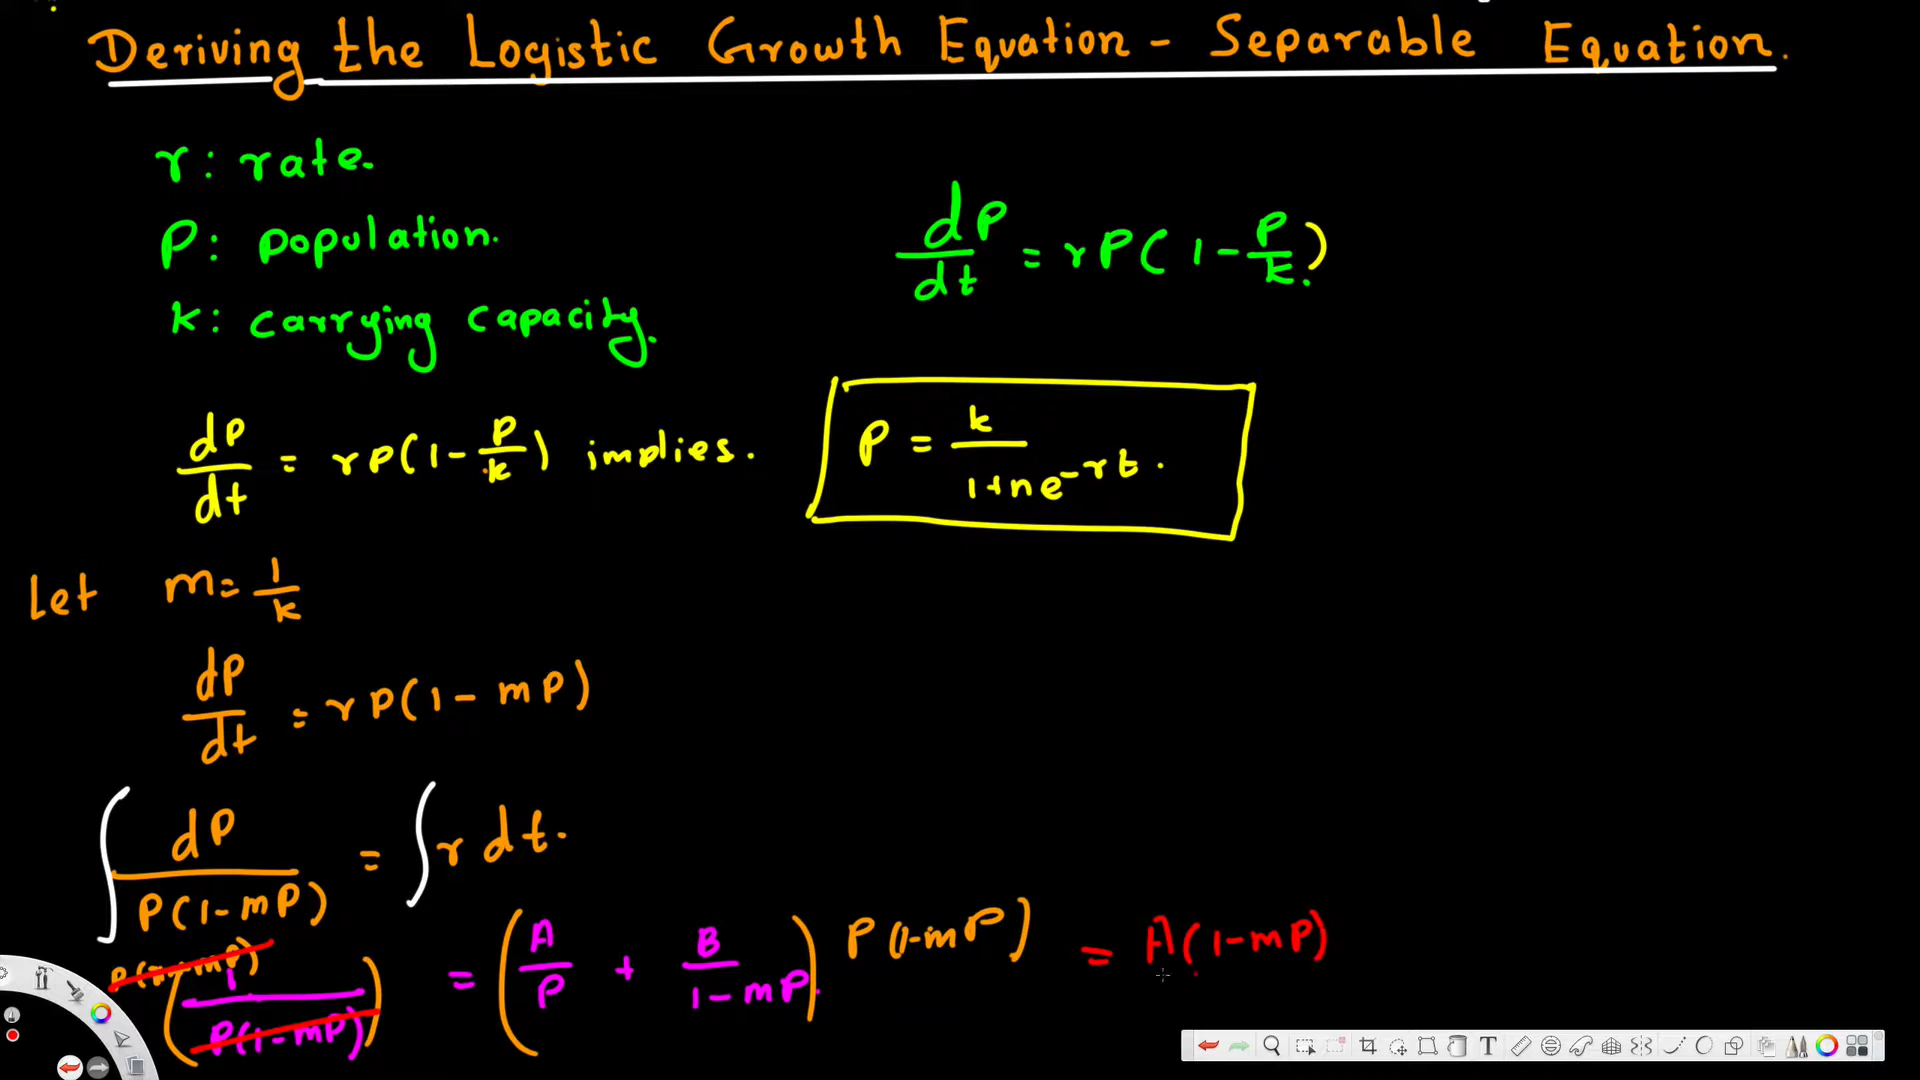 Deriving the Logistic Growth Equation - Separable Equation.
r: rate.
P: population.
k: carrying capacity.
dP/dt = rP(1-P/k)
dP/dt = rP(1-P/k) implies.
P = k/1+ne^-rt.
Let m=1/k
dP/dt = rP(1-mP)
∫dP/P(1-mP) = ∫r dt.
P(1-mP)(1/P(1-mP)) = (A/P + B/1-mP)P(1-mP) = A(1-mP)
T